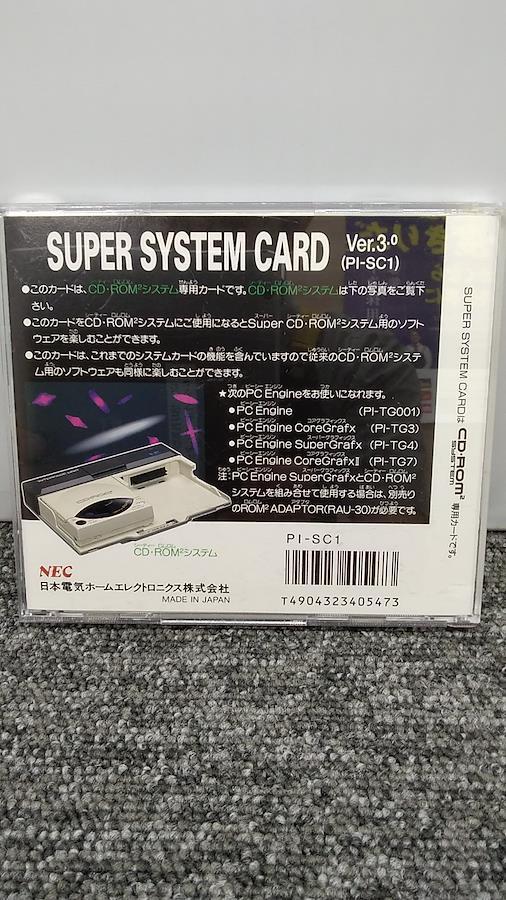 SUPER SYSTEM CARD Ver.3.0
(PI-SC1)
●このカードは、CD・ROM²システム専用カードです。CD・ROM²システムは下の写真をご覧下
さい。
●このカードをCD・ROM²システムにご使用になるとSuper CD・ROM²システム用のソフト
ウェアを楽しむことができます。
●このカードは、これまでのシステムカードの機能を含んでいますので従来のCD・ROM²システ
ム用のソフトウェアも同様に楽しむことができます。
★次のPC Engineをお使いになれます。
●PC Engine (PI-TG001)
●PC Engine CoreGrafx (PI-TG3)
●PC Engine SuperGrafx (PI-TG4)
●PC Engine CoreGrafxⅡ (PI-TG7)
注:PC Engine SuperGrafxとCD・ROM²
システムを組み合せて使用する場合は、別売り
のROM² ADAPTOR(RAU-30)が必要です。
CD・ROM²システム
NEC
日本電気ホームエレクトロニクス株式会社
MADE IN JAPAN
PI-SC1
T4904323405473
SUPER SYSTEM CARDは CD・ROM² SYSTEM 専用カードです。